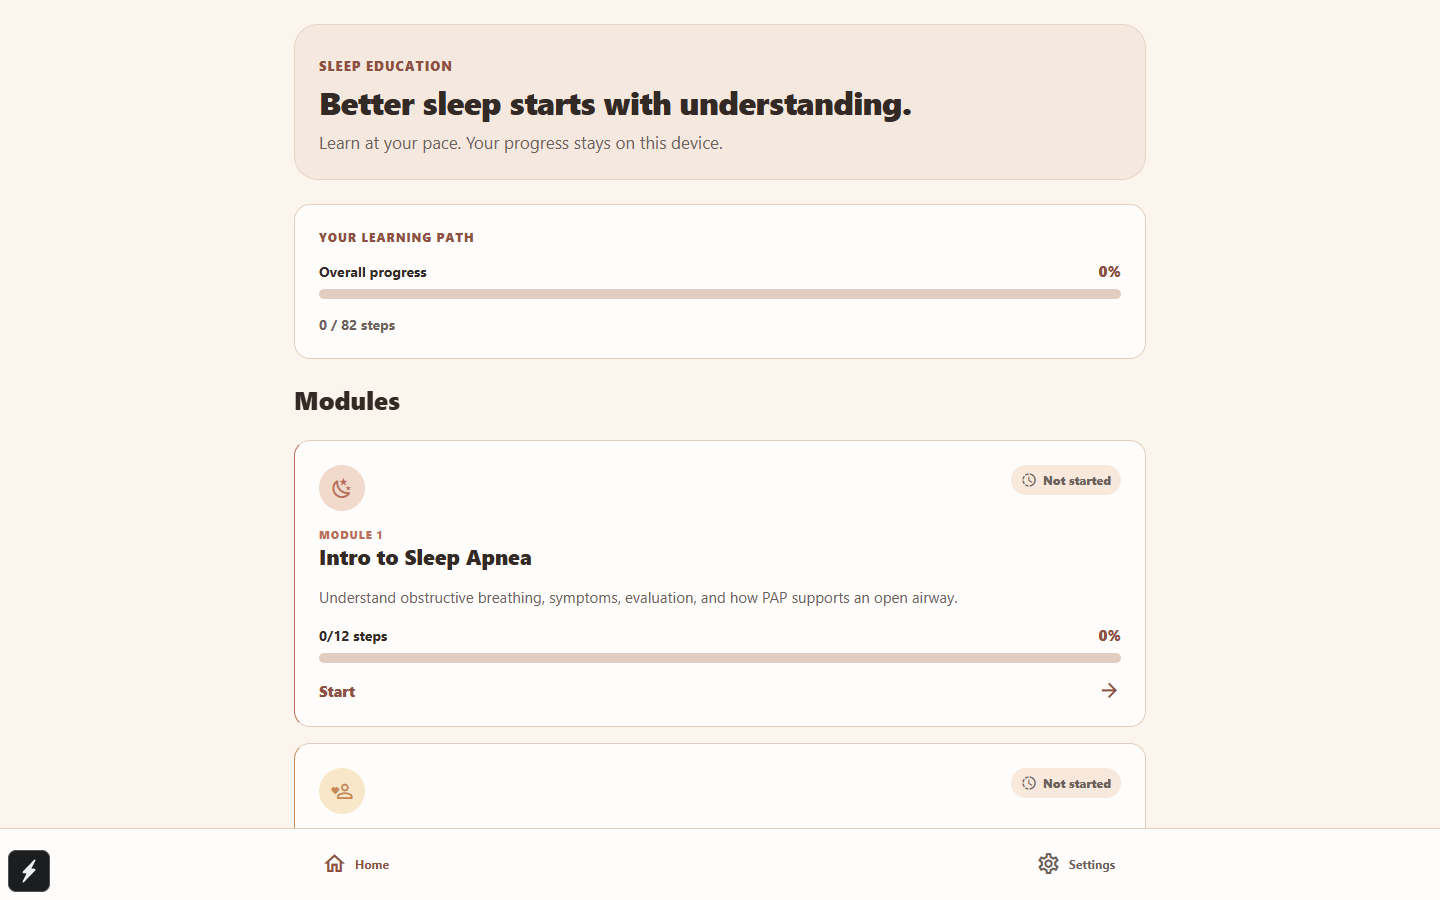 SLEEP EDUCATION
Better sleep starts with understanding.
Learn at your pace. Your progress stays on this device.
YOUR LEARNING PATH
Overall progress 0%
0 / 82 steps
Modules
Not started
MODULE 1
Intro to Sleep Apnea
Understand obstructive breathing, symptoms, evaluation, and how PAP supports an open airway.
0/12 steps 0%
Start
Not started
Home Settings